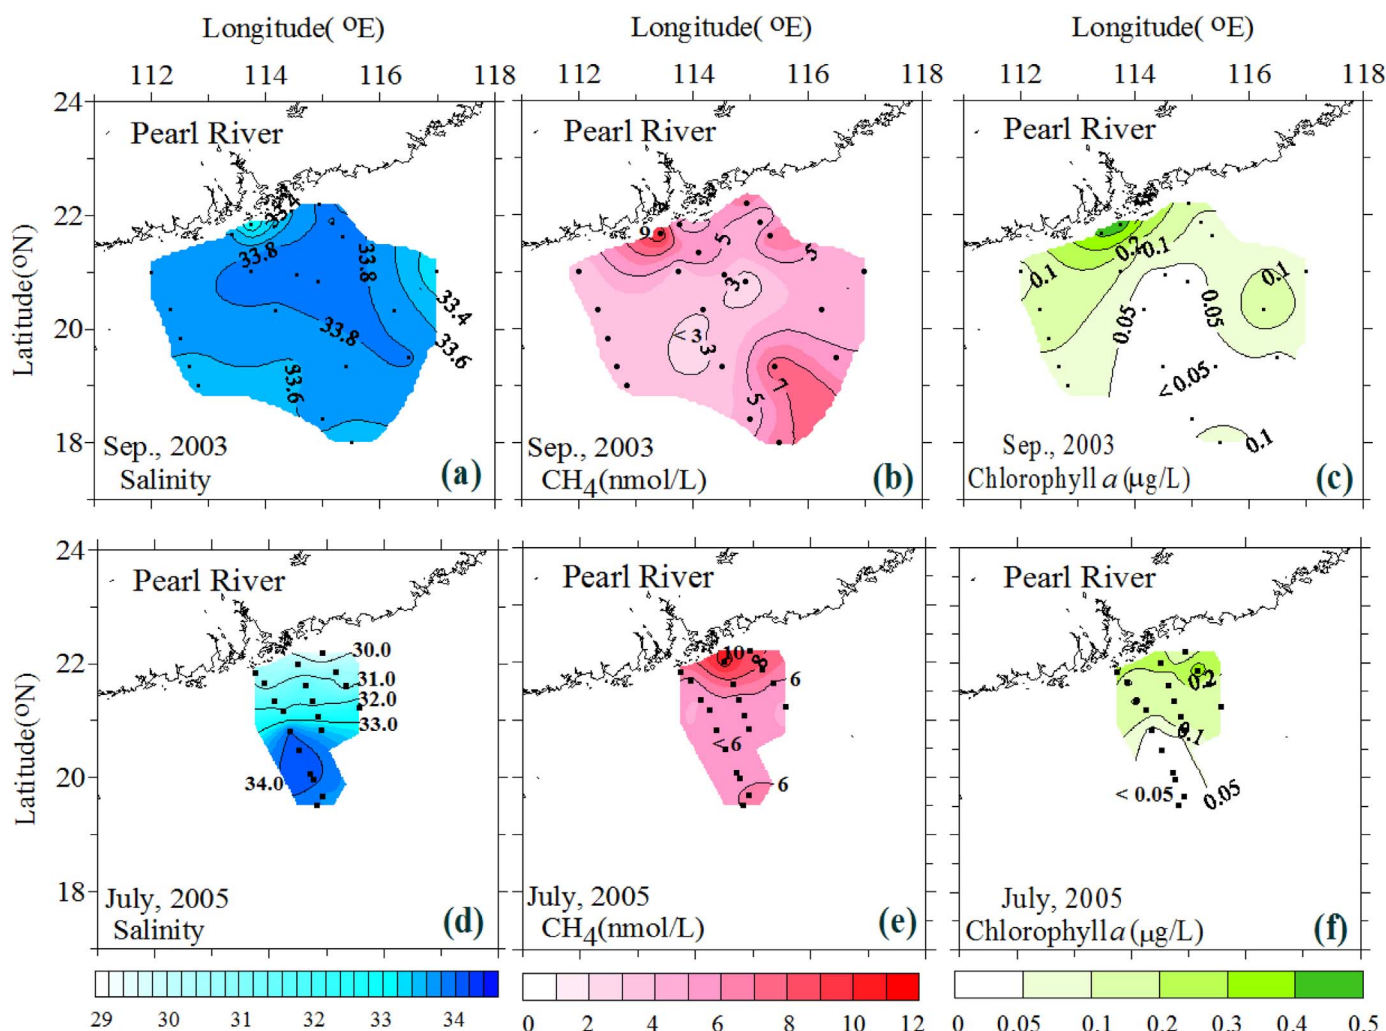 Longitude( ºE) Longitude( ºE) Longitude( ºE)
112 114 116 118 112 114 116 118 112 114 116 118
24
Pearl River Pearl River Pearl River
22
20
18
Latitude(ºN)
33.4
33.8
33.8
33.8
33.4
33.6
33.6
Sep., 2003
Salinity
(a)
9
5
5
3
< 3
3
7
5
Sep., 2003
CH4(nmol/L)
(b)
0.2
0.1
0.1
0.1
0.05
0.05
< 0.05
0.1
Sep., 2003
Chlorophyll a (μg/L)
(c)
24
Pearl River Pearl River Pearl River
22
20
18
Latitude(ºN)
30.0
31.0
32.0
33.0
34.0
July, 2005
Salinity
(d)
10
8
6
< 6
6
July, 2005
CH4(nmol/L)
(e)
0.2
0.1
< 0.05
0.05
July, 2005
Chlorophyll a (μg/L)
(f)
29 30 31 32 33 34
0 2 4 6 8 10 12
0 0.05 0.1 0.2 0.3 0.4 0.5